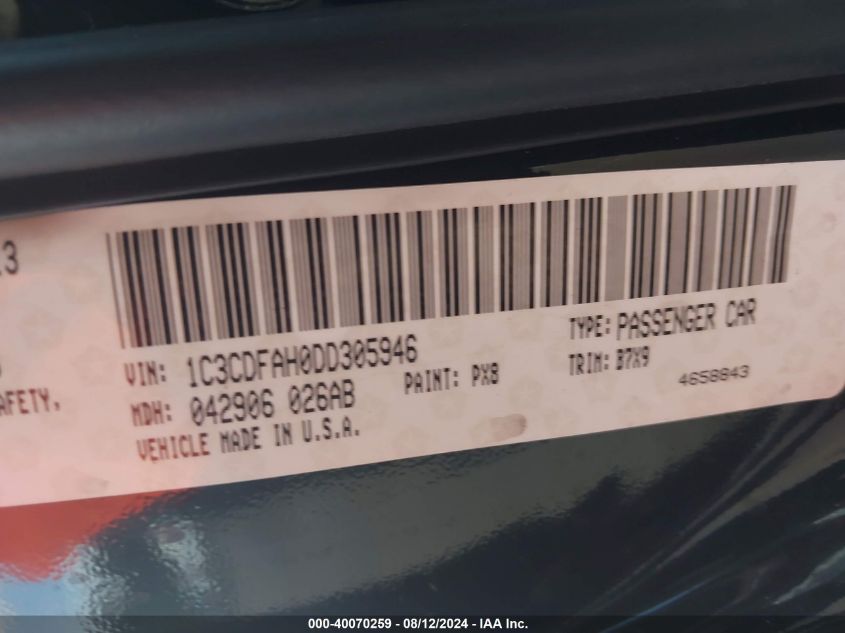 VIN: 1C3CDFAH0DD305946
TYPE: PASSENGER CAR
MDH: 042906 026AB
PAINT: PX8
TRIM: B7X9
4658843
VEHICLE MADE IN U.S.A.
AFETY,
000-40070259 - 08/12/2024 - IAA Inc.